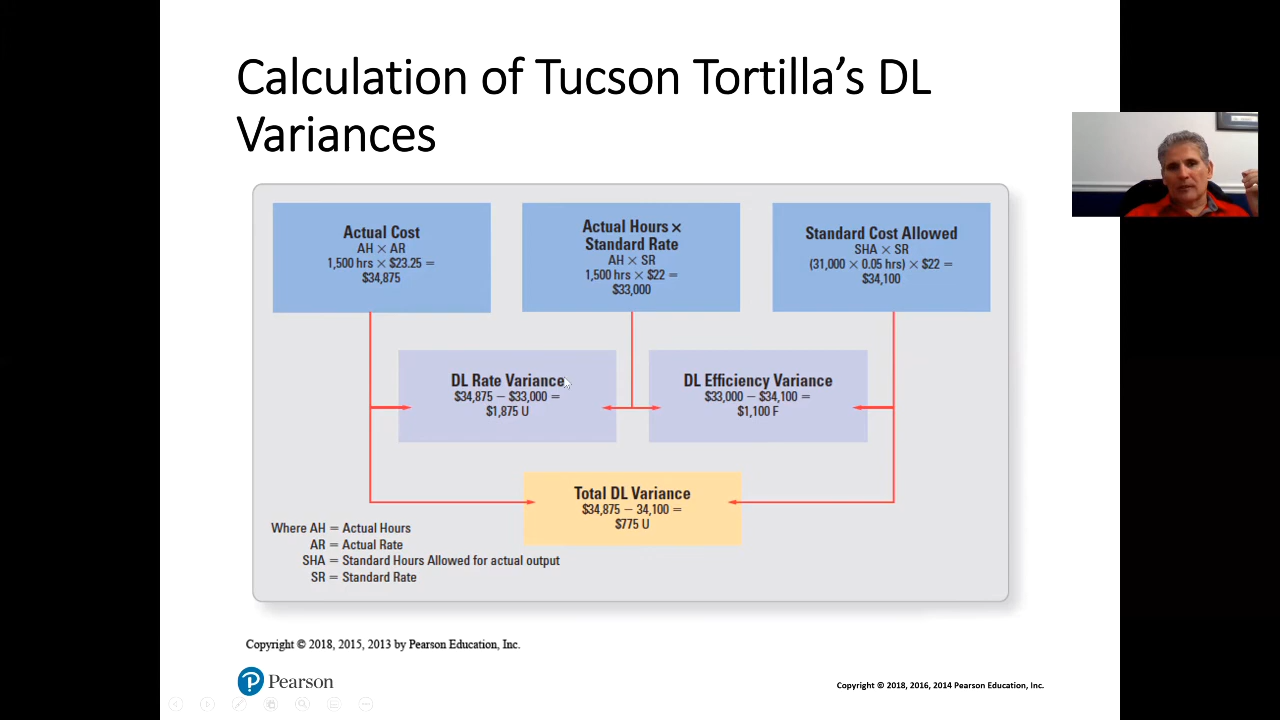 Calculation of Tucson Tortilla’s DL
Variances
Actual Cost
AH × AR
1,500 hrs × $23.25 =
$34,875
Actual Hours ×
Standard Rate
AH × SR
1,500 hrs × $22 =
$33,000
Standard Cost Allowed
SHA × SR
(31,000 × 0.05 hrs) × $22 =
$34,100
DL Rate Variance
$34,875 − $33,000 =
$1,875 U
DL Efficiency Variance
$33,000 − $34,100 =
$1,100 F
Total DL Variance
$34,875 − 34,100 =
$775 U
Where AH = Actual Hours
AR = Actual Rate
SHA = Standard Hours Allowed for actual output
SR = Standard Rate
Copyright © 2018, 2015, 2013 by Pearson Education, Inc.
Pearson
Copyright © 2018, 2016, 2014 Pearson Education, Inc.